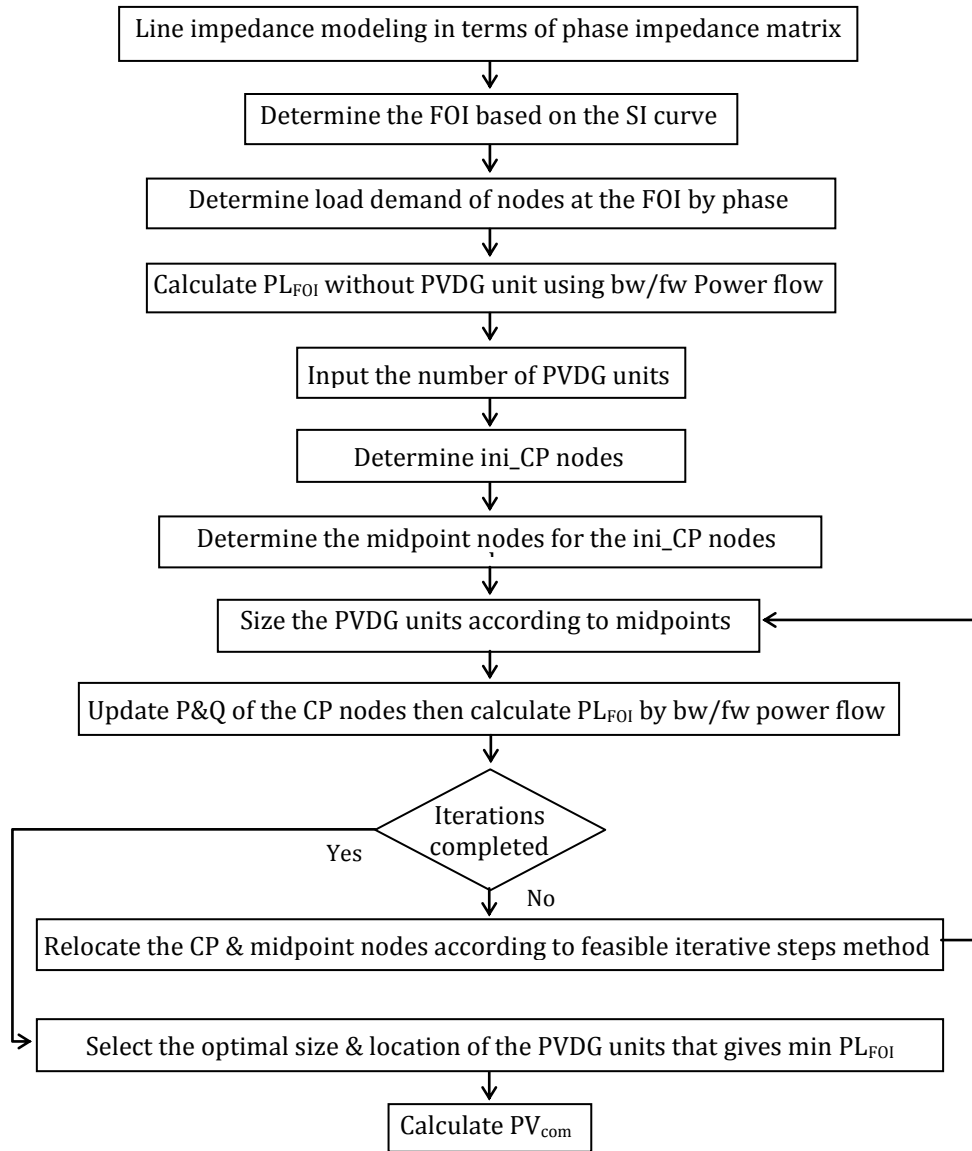 Line impedance modeling in terms of phase impedance matrix
Determine the FOI based on the SI curve
Determine load demand of nodes at the FOI by phase
Calculate PLFOI without PVDG unit using bw/fw Power flow
Input the number of PVDG units
Determine ini_CP nodes
Determine the midpoint nodes for the ini_CP nodes
Size the PVDG units according to midpoints
Update P&Q of the CP nodes then calculate PLFOI by bw/fw power flow
Iterations
completed
Yes
No
Relocate the CP & midpoint nodes according to feasible iterative steps method
Select the optimal size & location of the PVDG units that gives min PLFOI
Calculate PVcom